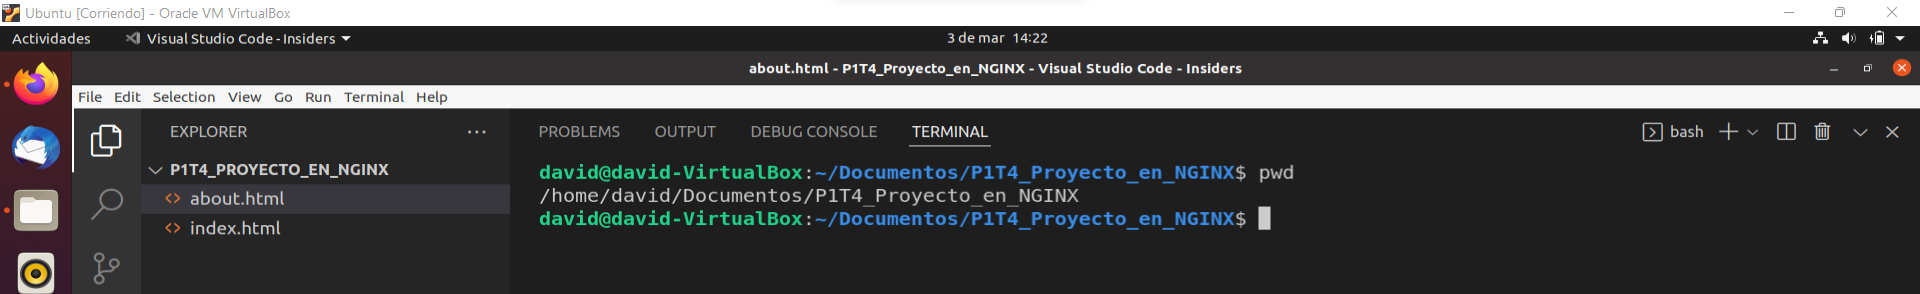 Ubuntu [Corriendo] - Oracle VM VirtualBox
Actividades Visual Studio Code - Insiders 3 de mar 14:22
about.html - P1T4_Proyecto_en_NGINX - Visual Studio Code - Insiders
File Edit Selection View Go Run Terminal Help
EXPLORER
P1T4_PROYECTO_EN_NGINX
about.html
index.html
PROBLEMS OUTPUT DEBUG CONSOLE TERMINAL bash
david@david-VirtualBox:~/Documentos/P1T4_Proyecto_en_NGINX$ pwd
/home/david/Documentos/P1T4_Proyecto_en_NGINX
david@david-VirtualBox:~/Documentos/P1T4_Proyecto_en_NGINX$